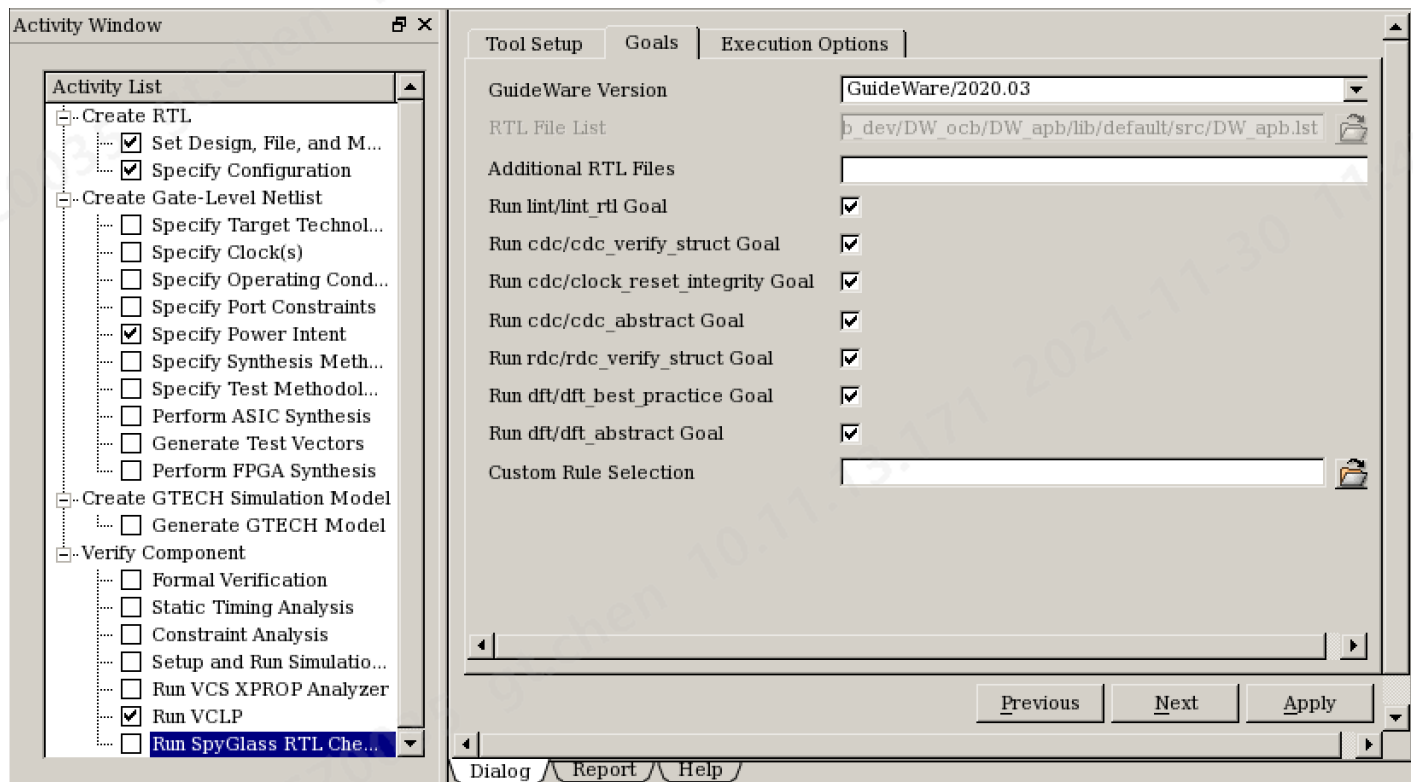 Activity Window
Activity List
Create RTL
Set Design, File, and M...
Specify Configuration
Create Gate-Level Netlist
Specify Target Technol...
Specify Clock(s)
Specify Operating Cond...
Specify Port Constraints
Specify Power Intent
Specify Synthesis Meth...
Specify Test Methodol...
Perform ASIC Synthesis
Generate Test Vectors
Perform FPGA Synthesis
Create GTECH Simulation Model
Generate GTECH Model
Verify Component
Formal Verification
Static Timing Analysis
Constraint Analysis
Setup and Run Simulatio...
Run VCS XPROP Analyzer
Run VCLP
Run SpyGlass RTL Che...
Tool Setup Goals Execution Options
GuideWare Version GuideWare/2020.03
RTL File List b_dev/DW_ocb/DW_apb/lib/default/src/DW_apb.lst
Additional RTL Files
Run lint/lint_rtl Goal
Run cdc/cdc_verify_struct Goal
Run cdc/clock_reset_integrity Goal
Run cdc/cdc_abstract Goal
Run rdc/rdc_verify_struct Goal
Run dft/dft_best_practice Goal
Run dft/dft_abstract Goal
Custom Rule Selection
Previous Next Apply
Dialog Report Help
10.11.13.171 2021-11-30